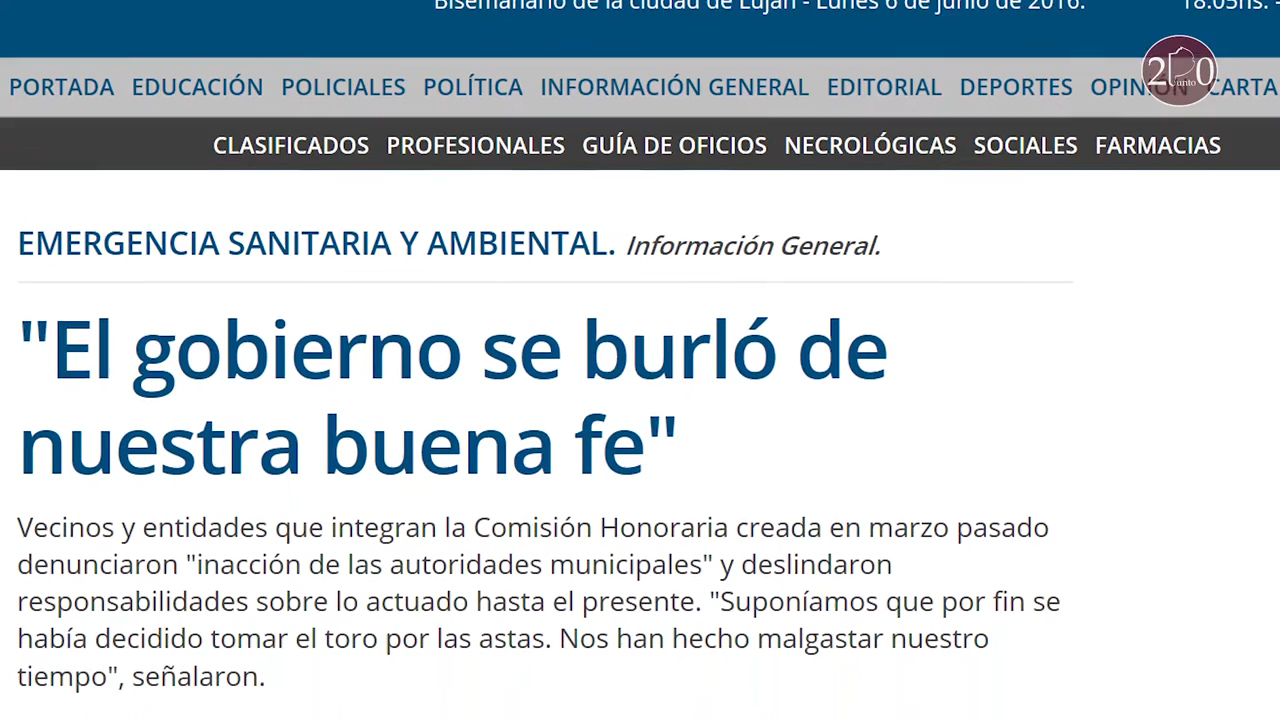 Bisemanario de la ciudad de Luján - Lunes 6 de junio de 2016.
18:05hs. -
PORTADA EDUCACIÓN POLICIALES POLÍTICA INFORMACIÓN GENERAL EDITORIAL DEPORTES OPINIÓN CARTA
CLASIFICADOS PROFESIONALES GUÍA DE OFICIOS NECROLÓGICAS SOCIALES FARMACIAS
EMERGENCIA SANITARIA Y AMBIENTAL. Información General.
"El gobierno se burló de
nuestra buena fe"
Vecinos y entidades que integran la Comisión Honoraria creada en marzo pasado
denunciaron "inacción de las autoridades municipales" y deslindaron
responsabilidades sobre lo actuado hasta el presente. "Suponíamos que por fin se
había decidido tomar el toro por las astas. Nos han hecho malgastar nuestro
tiempo", señalaron.